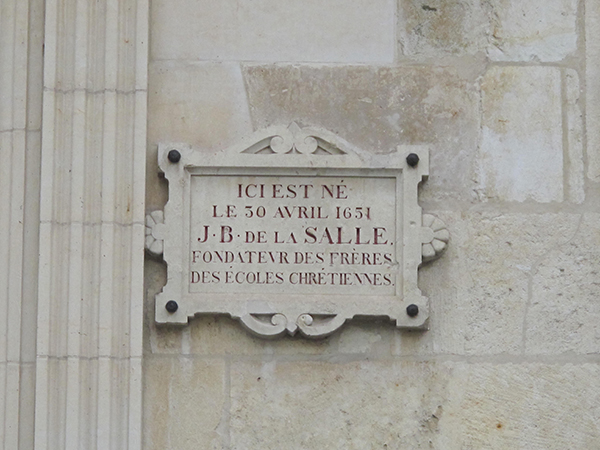 ICI EST NÉ
LE 30 AVRIL 1651
J·B· DE LA SALLE.
FONDATEVR DES FRÈRES
DES ÉCOLES CHRÉTIENNES.